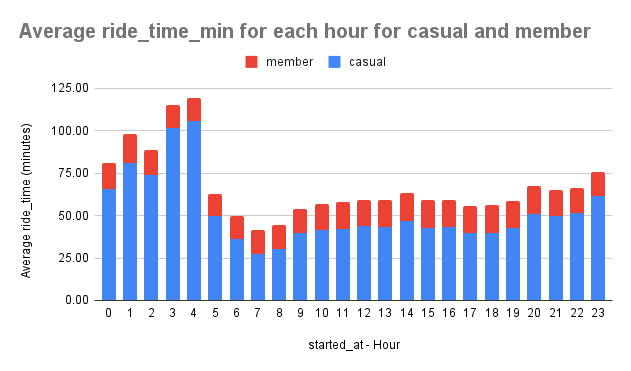 Average ride_time_min for each hour for casual and member
member casual
125.00
100.00
75.00
50.00
25.00
0.00
Average ride_time (minutes)
0 1 2 3 4 5 6 7 8 9 10 11 12 13 14 15 16 17 18 19 20 21 22 23
started_at - Hour